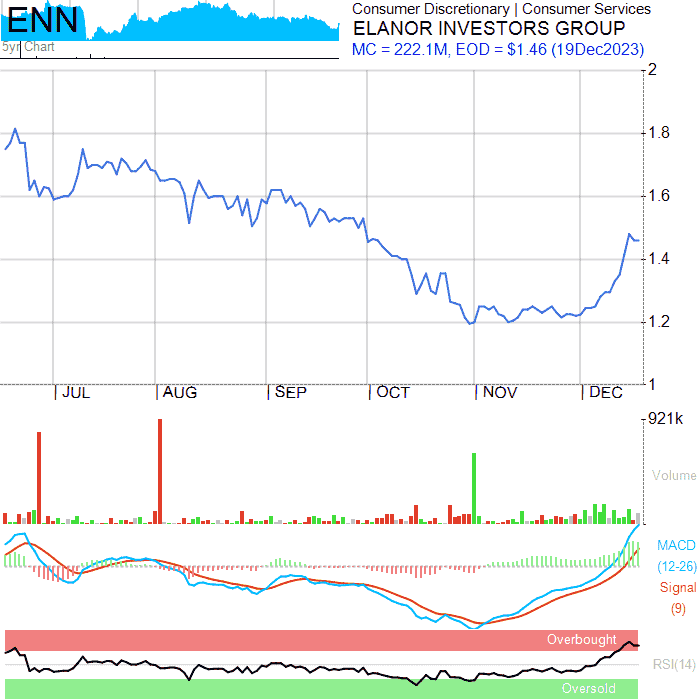 ENN
5yr Chart
Consumer Discretionary | Consumer Services
ELANOR INVESTORS GROUP
MC = 222.1M, EOD = $1.46 (19Dec2023)
2
1.8
1.6
1.4
1.2
1
JUL AUG SEP OCT NOV DEC
921k
Volume
MACD
(12-26)
Signal
(9)
Overbought
RSI(14)
Oversold